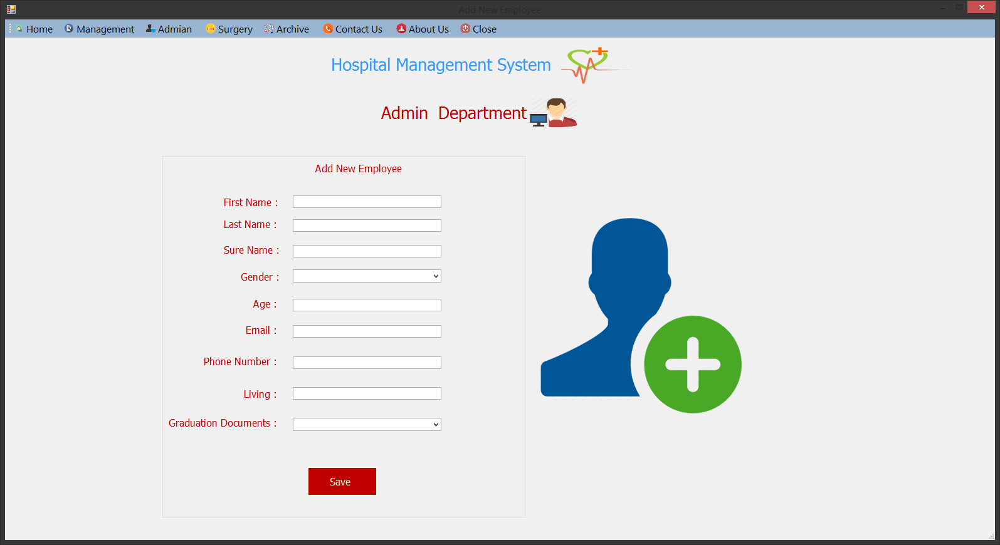 Add New Employee
Home Management Admian Surgery Archive Contact Us About Us Close
Hospital Management System
Admin Department
Add New Employee
First Name :
Last Name :
Sure Name :
Gender :
Age :
Email :
Phone Number :
Living :
Graduation Documents :
Save